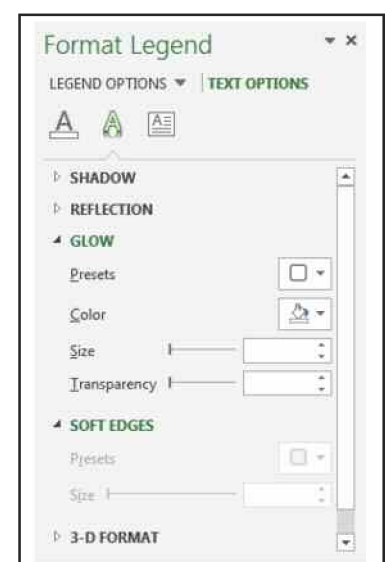 Format Legend
LEGEND OPTIONS TEXT OPTIONS
A A A
SHADOW
REFLECTION
GLOW
Presets
Color
Size
Transparency
SOFT EDGES
Presets
Size
3-D FORMAT